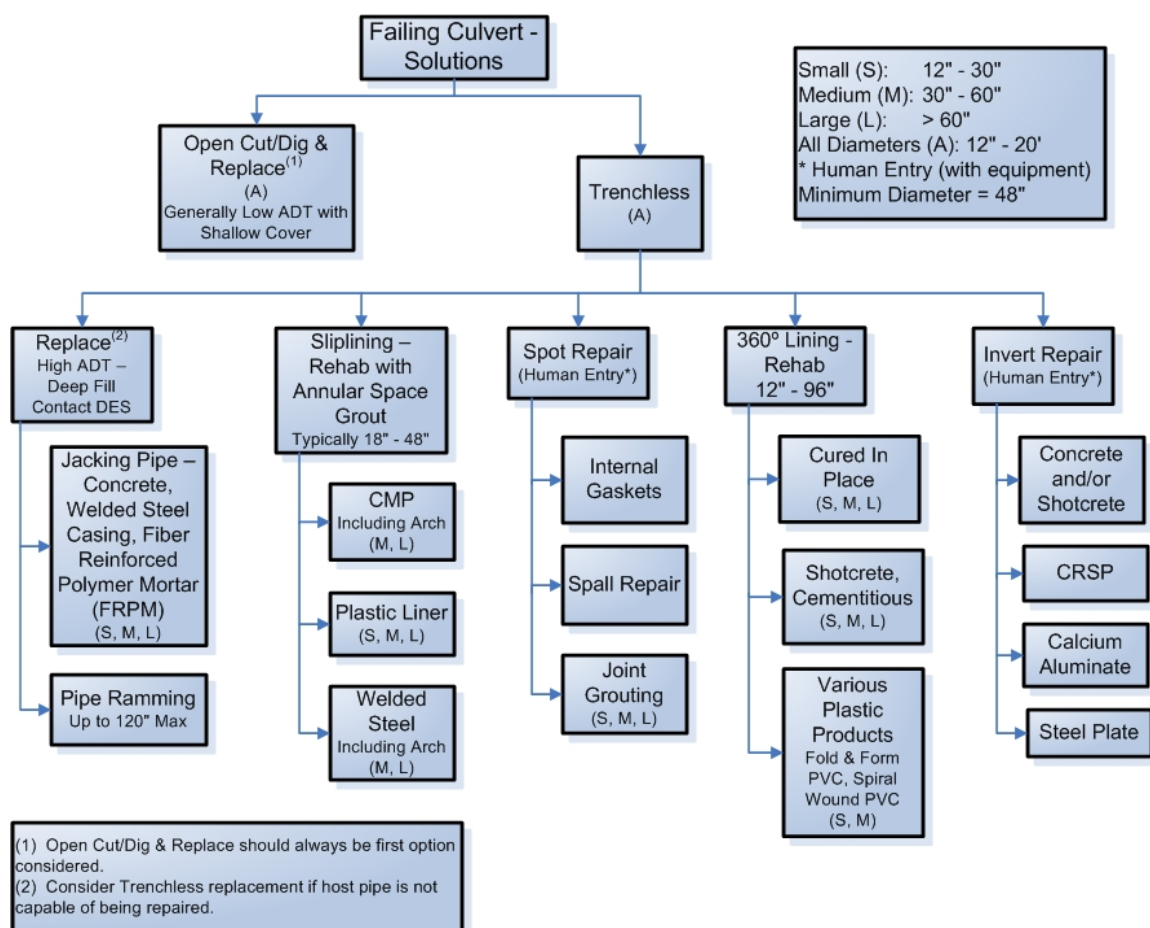 Failing Culvert -
Solutions
Small (S): 12" - 30"
Medium (M): 30" - 60"
Large (L): > 60"
All Diameters (A): 12" - 20'
* Human Entry (with equipment)
Minimum Diameter = 48"
Open Cut/Dig &
Replace(1)
(A)
Generally Low ADT with
Shallow Cover
Trenchless
(A)
Replace(2)
High ADT –
Deep Fill
Contact DES
Jacking Pipe –
Concrete,
Welded Steel
Casing, Fiber
Reinforced
Polymer Mortar
(FRPM)
(S, M, L)
Pipe Ramming
Up to 120" Max
Sliplining –
Rehab with
Annular Space
Grout
Typically 18" - 48"
CMP
Including Arch
(M, L)
Plastic Liner
(S, M, L)
Welded
Steel
Including Arch
(M, L)
Spot Repair
(Human Entry*)
Internal
Gaskets
Spall Repair
Joint
Grouting
(S, M, L)
360º Lining -
Rehab
12" - 96"
Cured In
Place
(S, M, L)
Shotcrete,
Cementitious
(S, M, L)
Various
Plastic
Products
Fold & Form
PVC, Spiral
Wound PVC
(S, M)
Invert Repair
(Human Entry*)
Concrete
and/or
Shotcrete
CRSP
Calcium
Aluminate
Steel Plate
(1) Open Cut/Dig & Replace should always be first option
considered.
(2) Consider Trenchless replacement if host pipe is not
capable of being repaired.